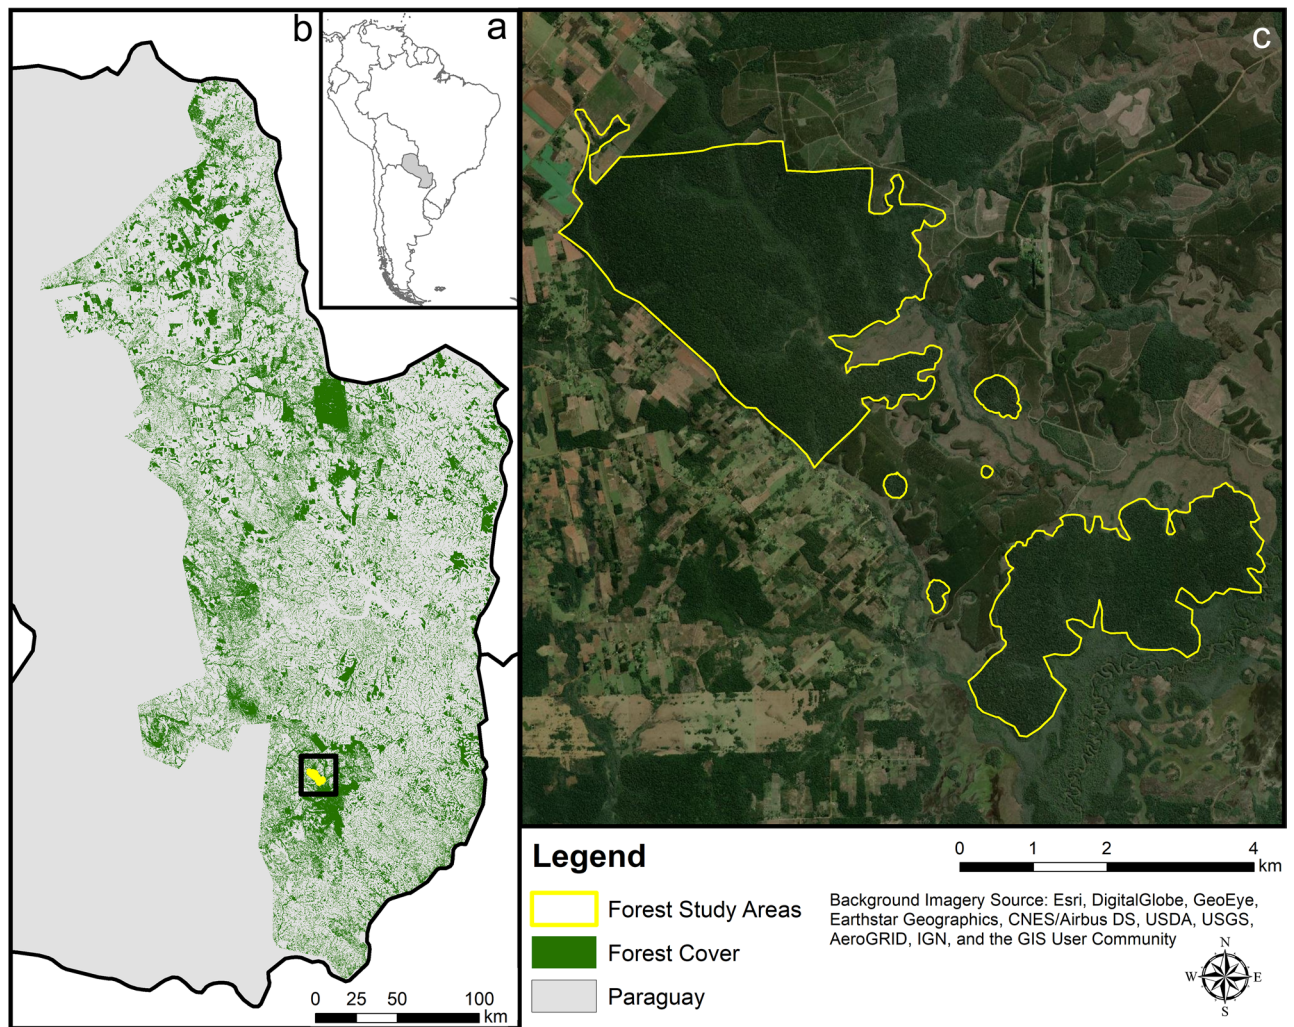 b
a
c
Legend
Forest Study Areas
Forest Cover
Paraguay
0 25 50 100
km
0 1 2 4
km
Background Imagery Source: Esri, DigitalGlobe, GeoEye,
Earthstar Geographics, CNES/Airbus DS, USDA, USGS,
AeroGRID, IGN, and the GIS User Community
N
W E
S